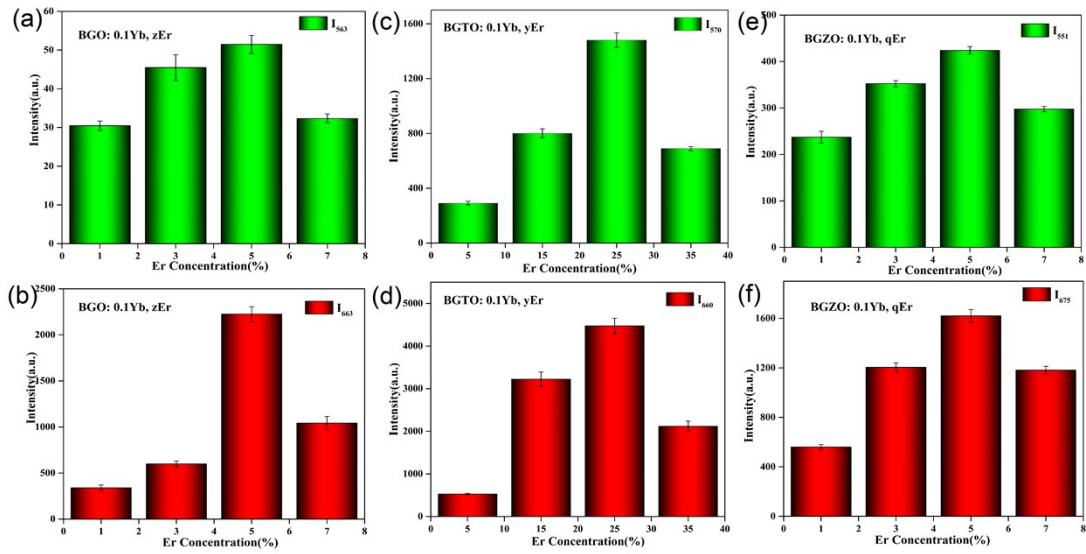 (a)
BGO: 0.1Yb, zEr
I563
60
50
40
30
20
10
0
Intensity(a.u.)
0 1 2 3 4 5 6 7 8
Er Concentration(%)
(c)
BGTO: 0.1Yb, yEr
I570
1600
1200
800
400
0
Intensity(a.u.)
0 5 10 15 20 25 30 35 40
Er Concentration(%)
(e)
BGZO: 0.1Yb, qEr
I551
500
400
300
200
100
0
Intensity(a.u.)
0 1 2 3 4 5 6 7 8
Er Concentration(%)
(b)
BGO: 0.1Yb, zEr
I663
2500
2000
1500
1000
500
0
Intensity(a.u.)
0 1 2 3 4 5 6 7 8
Er Concentration(%)
(d)
BGTO: 0.1Yb, yEr
I660
5000
4000
3000
2000
1000
0
Intensity(a.u.)
0 5 10 15 20 25 30 35 40
Er Concentration(%)
(f)
BGZO: 0.1Yb, qEr
I675
1600
1200
800
400
0
Intensity(a.u.)
0 1 2 3 4 5 6 7 8
Er Concentration(%)